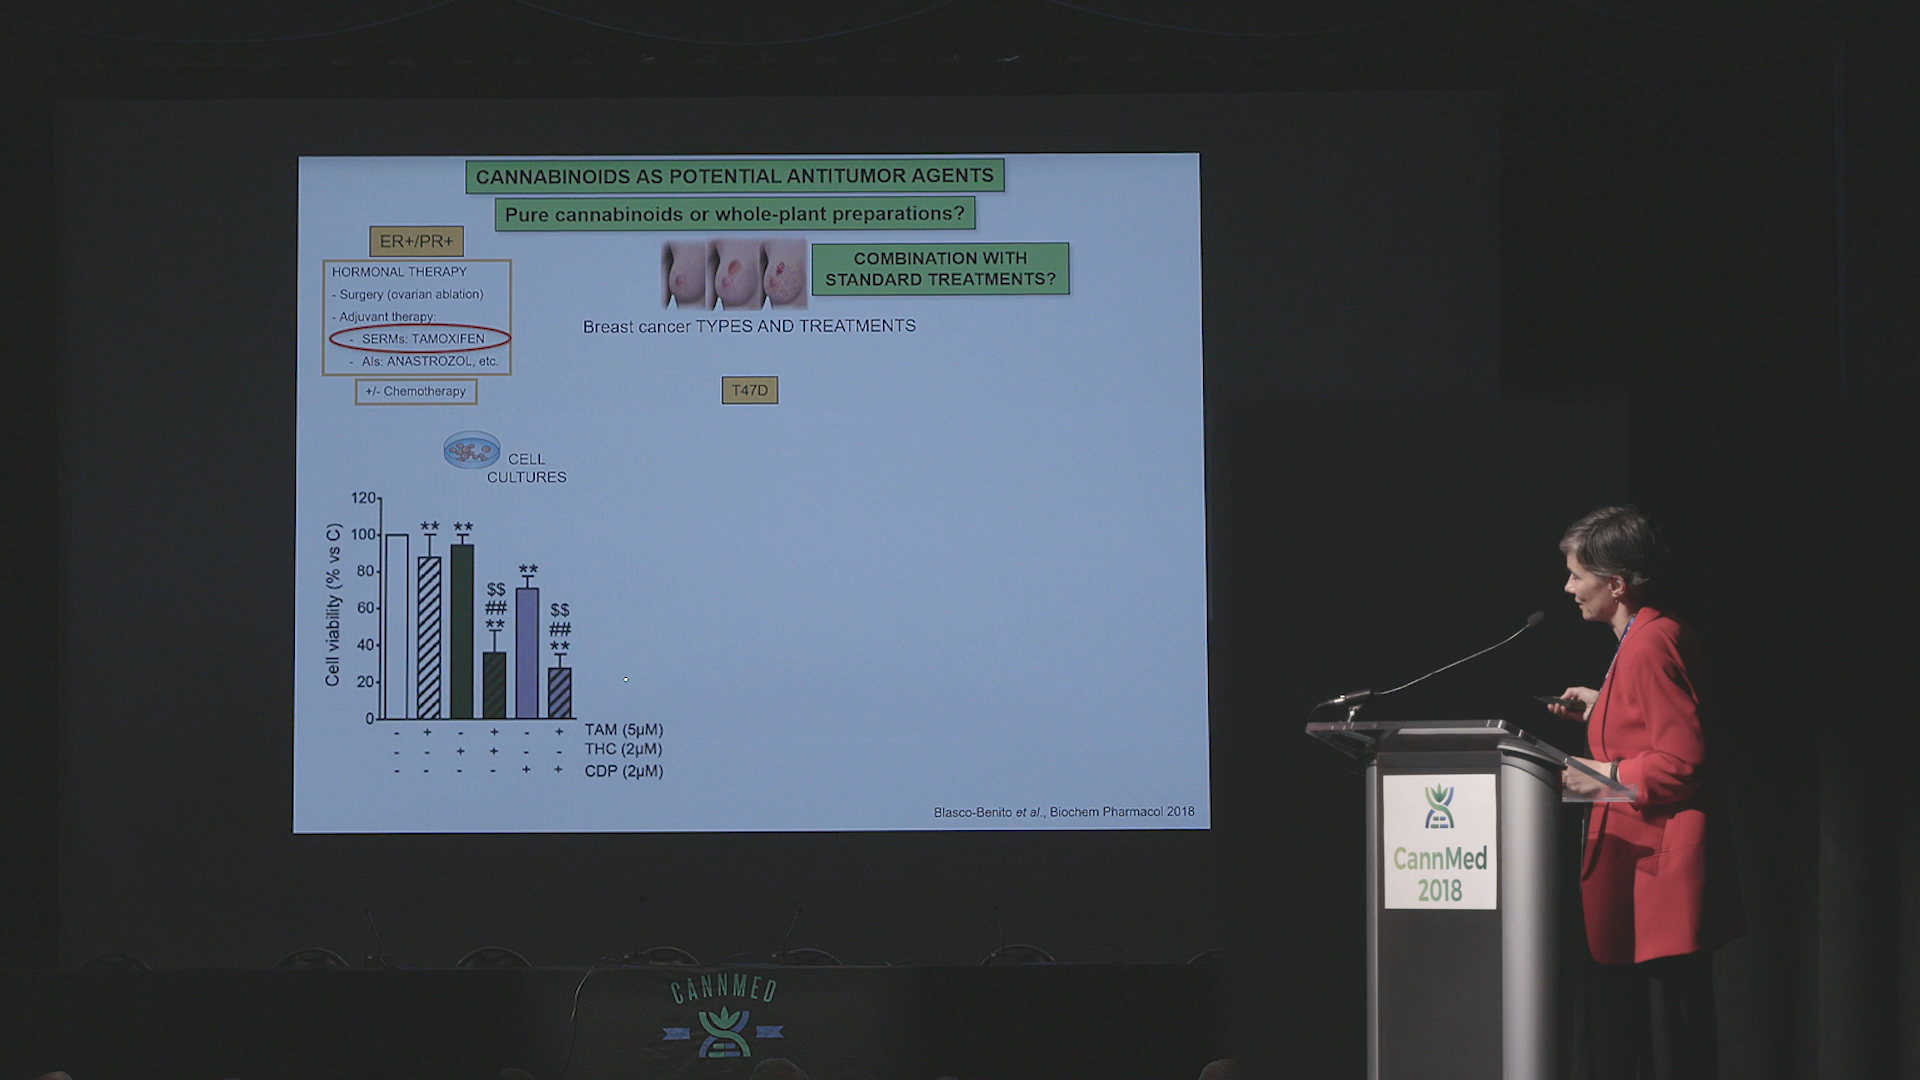 CANNABINOIDS AS POTENTIAL ANTITUMOR AGENTS
Pure cannabinoids or whole-plant preparations?
ER+/PR+
HORMONAL THERAPY
- Surgery (ovarian ablation)
- Adjuvant therapy:
- SERMs: TAMOXIFEN
- AIs: ANASTROZOL, etc.
+/- Chemotherapy
COMBINATION WITH
STANDARD TREATMENTS?
Breast cancer TYPES AND TREATMENTS
T47D
CELL
CULTURES
Cell viability (% vs C)
120
100
80
60
40
20
0
** ** $$ ## ** ** $$ ## **
- + - + - + TAM (5µM)
- - + + - - THC (2µM)
- - - - + + CDP (2µM)
Blasco-Benito et al., Biochem Pharmacol 2018
CannMed
2018
CANNMED